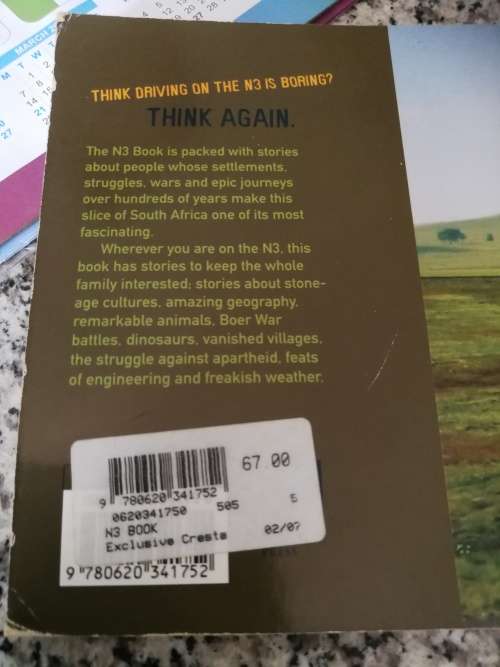 MARCH 2
M T W T
THINK DRIVING ON THE N3 IS BORING?
THINK AGAIN.
The N3 Book is packed with stories
about people whose settlements,
struggles, wars and epic journeys
over hundreds of years make this
slice of South Africa one of its most
fascinating.
Wherever you are on the N3, this
book has stories to keep the whole
family interested; stories about stone-
age cultures, amazing geography,
remarkable animals, Boer War
battles, dinosaurs, vanished villages,
the struggle against apartheid, feats
of engineering and freakish weather.
67.00
9 780620 341752
0620341750 505 5
N3 BOOK
Exclusive Cresta 02/07
9 780620 341752